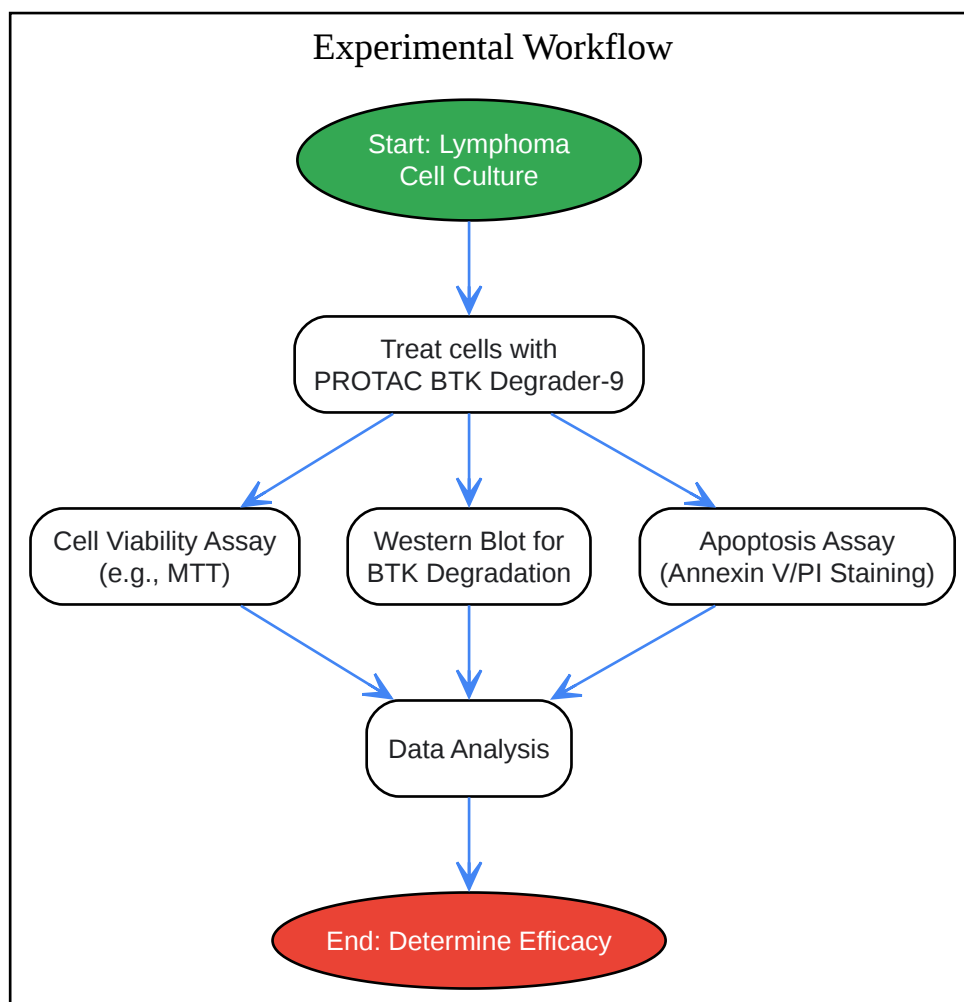 Experimental Workflow
Start: Lymphoma
Cell Culture
Treat cells with
PROTAC BTK Degrader-9
Cell Viability Assay
(e.g., MTT)
Western Blot for
BTK Degradation
Apoptosis Assay
(Annexin V/PI Staining)
Data Analysis
End: Determine Efficacy